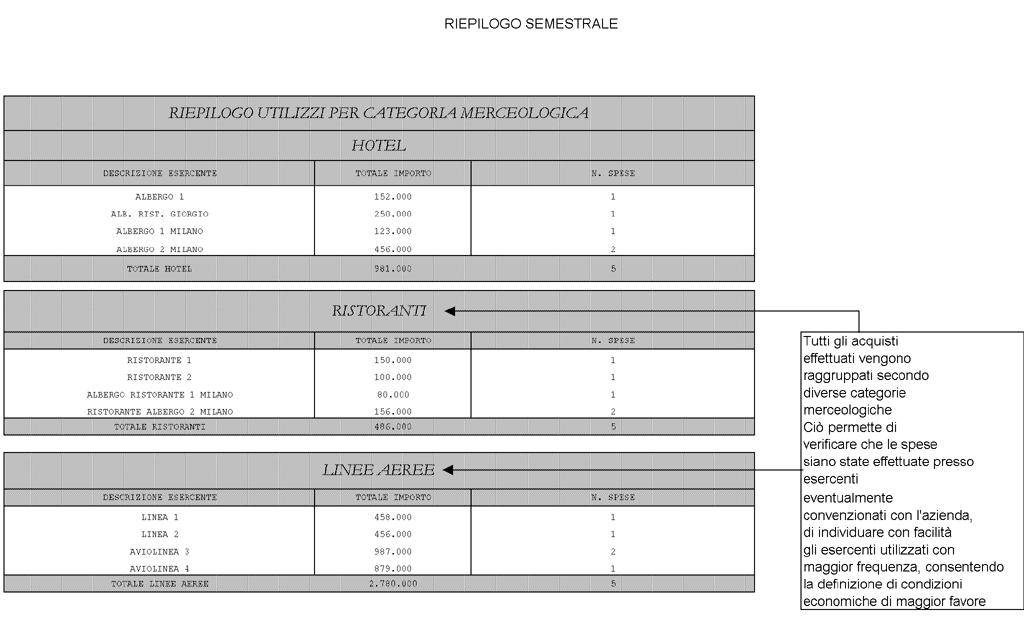 RIEPILOGO SEMESTRALE
RIEPILOGO UTILIZZI PER CATEGORIA MERCEOLOGICA
HOTEL
DESCRIZIONE ESERCENTE TOTALE IMPORTO N. SPESE
ALBERGO 1 152.000 1
ALB. RIST. GIORGIO 250.000 1
ALBERGO 1 MILANO 123.000 1
ALBERGO 2 MILANO 456.000 2
TOTALE HOTEL 981.000 5
RISTORANTI
DESCRIZIONE ESERCENTE TOTALE IMPORTO N. SPESE
RISTORANTE 1 150.000 1
RISTORANTE 2 100.000 1
ALBERGO RISTORANTE 1 MILANO 80.000 1
RISTORANTE ALBERGO 2 MILANO 156.000 2
TOTALE RISTORANTI 486.000 5
LINEE AEREE
DESCRIZIONE ESERCENTE TOTALE IMPORTO N. SPESE
LINEA 1 458.000 1
LINEA 2 456.000 1
AVIOLINEA 3 987.000 2
AVIOLINEA 4 879.000 1
TOTALE LINEE AEREE 2.780.000 5
Tutti gli acquisti
effettuati vengono
raggruppati secondo
diverse categorie
merceologiche
Ciò permette di
verificare che le spese
siano state effettuate presso
esercenti
eventualmente
convenzionati con l'azienda,
di individuare con facilità
gli esercenti utilizzati con
maggior frequenza, consentendo
la definizione di condizioni
economiche di maggior favore